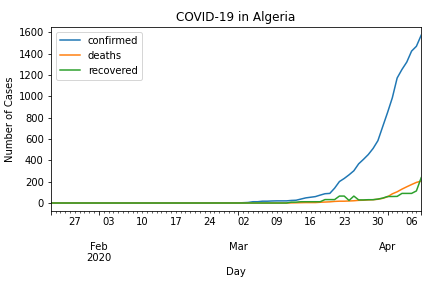 COVID-19 in Algeria
confirmed
deaths
recovered
Number of Cases
1600
1400
1200
1000
800
600
400
200
0
27 03 10 17 24 02 09 16 23 30 06
Feb Mar Apr
2020
Day